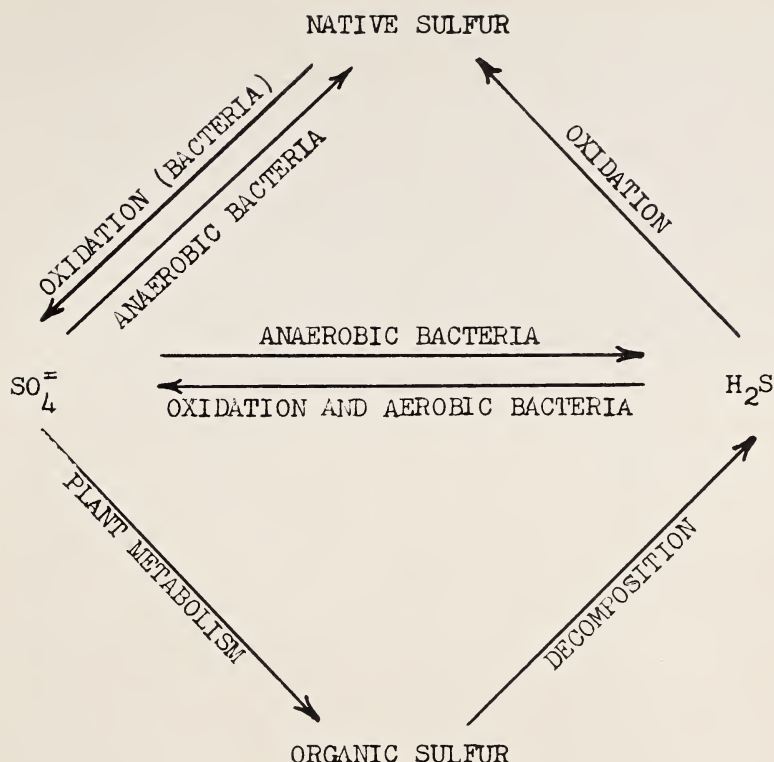 NATIVE SULFUR
OXIDATION (BACTERIA)
ANAEROBIC BACTERIA
OXIDATION
ANAEROBIC BACTERIA
SO₄⁼
H₂S
OXIDATION AND AEROBIC BACTERIA
PLANT METABOLISM
DECOMPOSITION
ORGANIC SULFUR